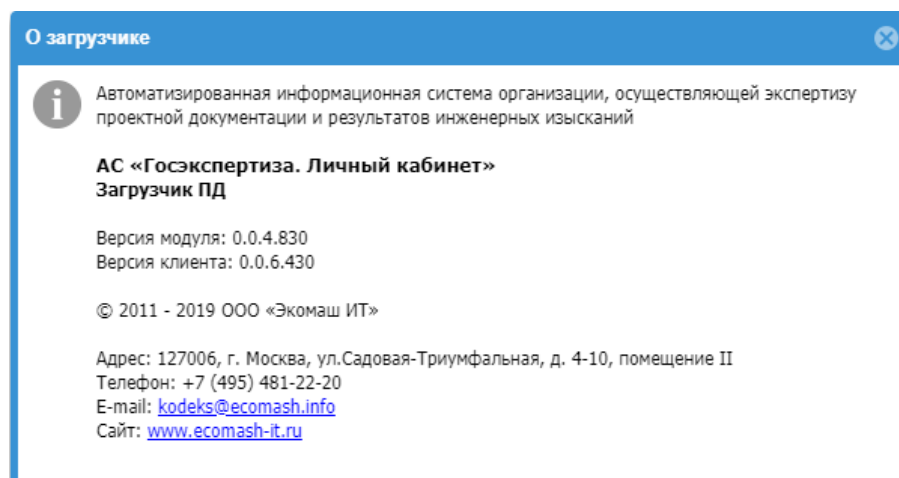 О загрузчике
Автоматизированная информационная система организации, осуществляющей экспертизу
проектной документации и результатов инженерных изысканий
АС «Госэкспертиза. Личный кабинет»
Загрузчик ПД
Версия модуля: 0.0.4.830
Версия клиента: 0.0.6.430
© 2011 - 2019 ООО «Экомаш ИТ»
Адрес: 127006, г. Москва, ул.Садовая-Триумфальная, д. 4-10, помещение II
Телефон: +7 (495) 481-22-20
E-mail: kodeks@ecomash.info
Сайт: www.ecomash-it.ru